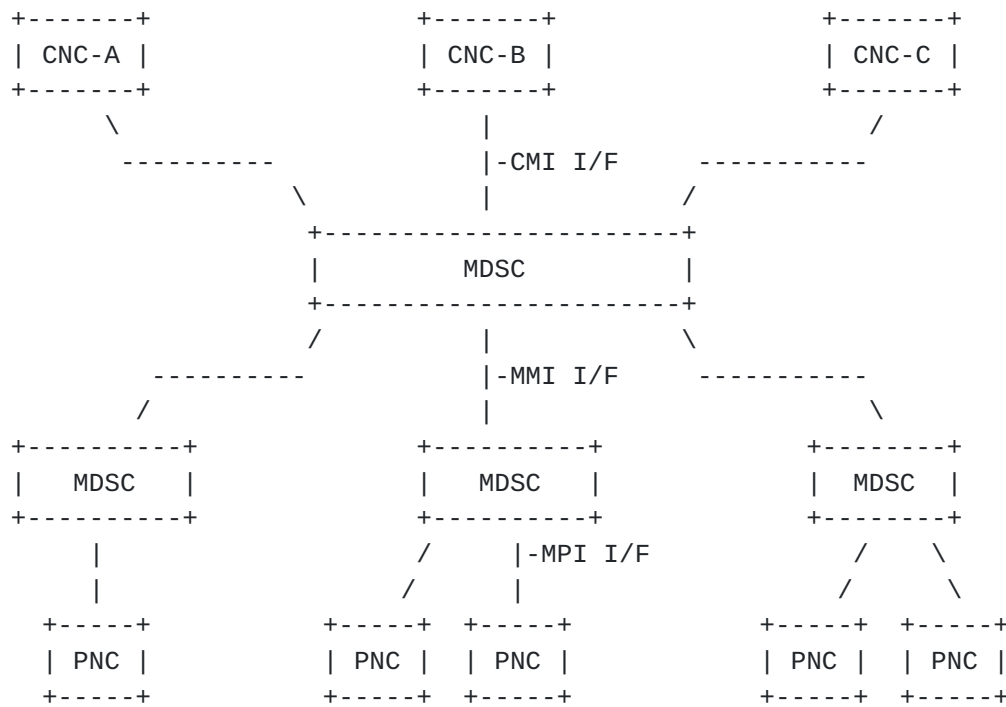 CNC-A CNC-B CNC-C
-CMI I/F
MDSC
-MMI I/F
MDSC MDSC MDSC
-MPI I/F
PNC PNC PNC PNC PNC